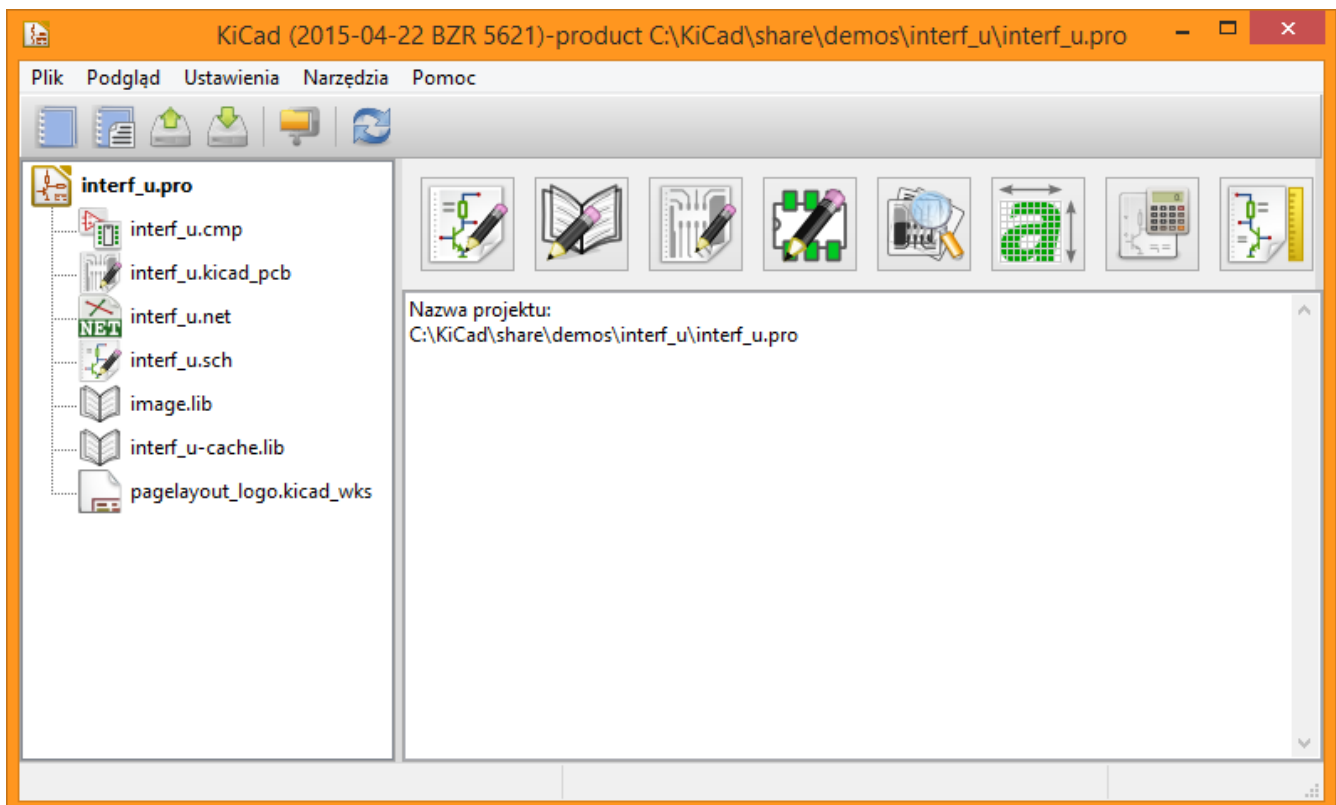 KiCad (2015-04-22 BZR 5621)-product C:\KiCad\share\demos\interf_u\interf_u.pro
Plik Podgląd Ustawienia Narzędzia Pomoc
interf_u.pro
interf_u.cmp
interf_u.kicad_pcb
NET
interf_u.net
interf_u.sch
image.lib
interf_u-cache.lib
pagelayout_logo.kicad_wks
a
Nazwa projektu:
C:\KiCad\share\demos\interf_u\interf_u.pro